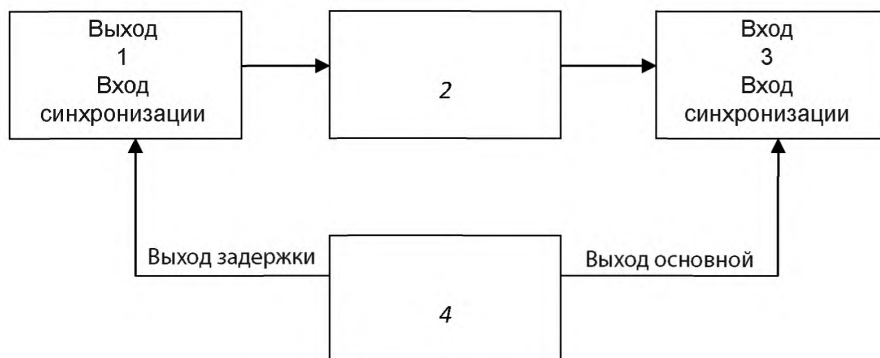 Выход
1
Вход
синхронизации
2
Вход
3
Вход
синхронизации
Выход задержки
Выход основной
4